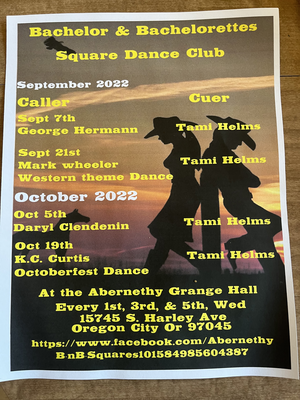 Bachelor & Bachelorettes
Square Dance Club
September 2022
Caller Cuer
Sept 7th
George Hermann Tami Helms
Sept 21st
Mark wheeler Tami Helms
Western theme Dance
October 2022
Oct 5th
Daryl Clendenin Tami Helms
Oct 19th
K.C. Curtis Tami Helms
Octoberfest Dance
At the Abernethy Grange Hall
Every 1st, 3rd, & 5th, Wed
15745 S. Harley Ave
Oregon City Or 97045
https://www.facebook.com/Abernethy
BnBSquares101584985604387